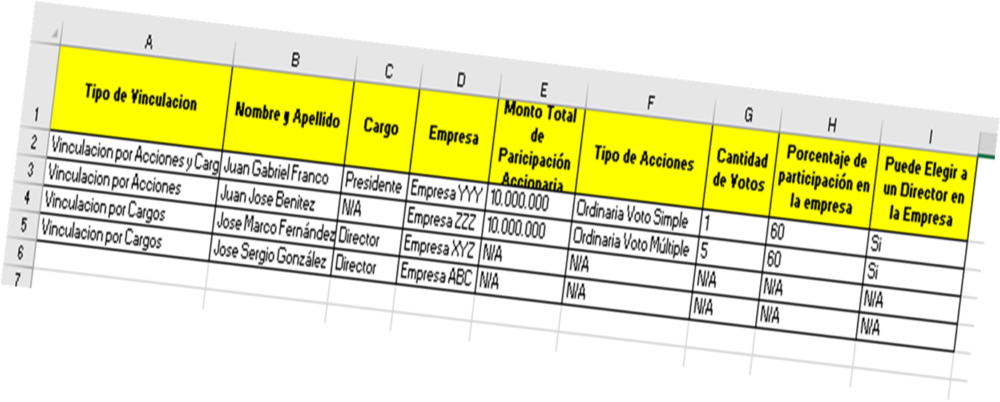 A B C D E F G H I
1
Tipo de Vinculacion
Nombre y Apellido
Cargo
Empresa
Monto Total
de
Paricipación
Accionaria
Tipo de Acciones
Cantidad
de Votos
Porcentaje de
participación en
la empresa
Puede Elegir a
un Director en
la Empresa
2 Vinculacion por Acciones y Carg Juan Gabriel Franco Presidente Empresa YYY 10.000.000 Ordinaria Voto Simple 1 60 Si
3 Vinculacion por Acciones Juan Jose Benitez N/A Empresa ZZZ 10.000.000 Ordinaria Voto Múltiple 5 60 Si
4 Vinculacion por Cargos Jose Marco Fernández Director Empresa XYZ N/A N/A N/A N/A N/A
5 Vinculacion por Cargos Jose Sergio González Director Empresa ABC N/A N/A N/A N/A N/A
6
7